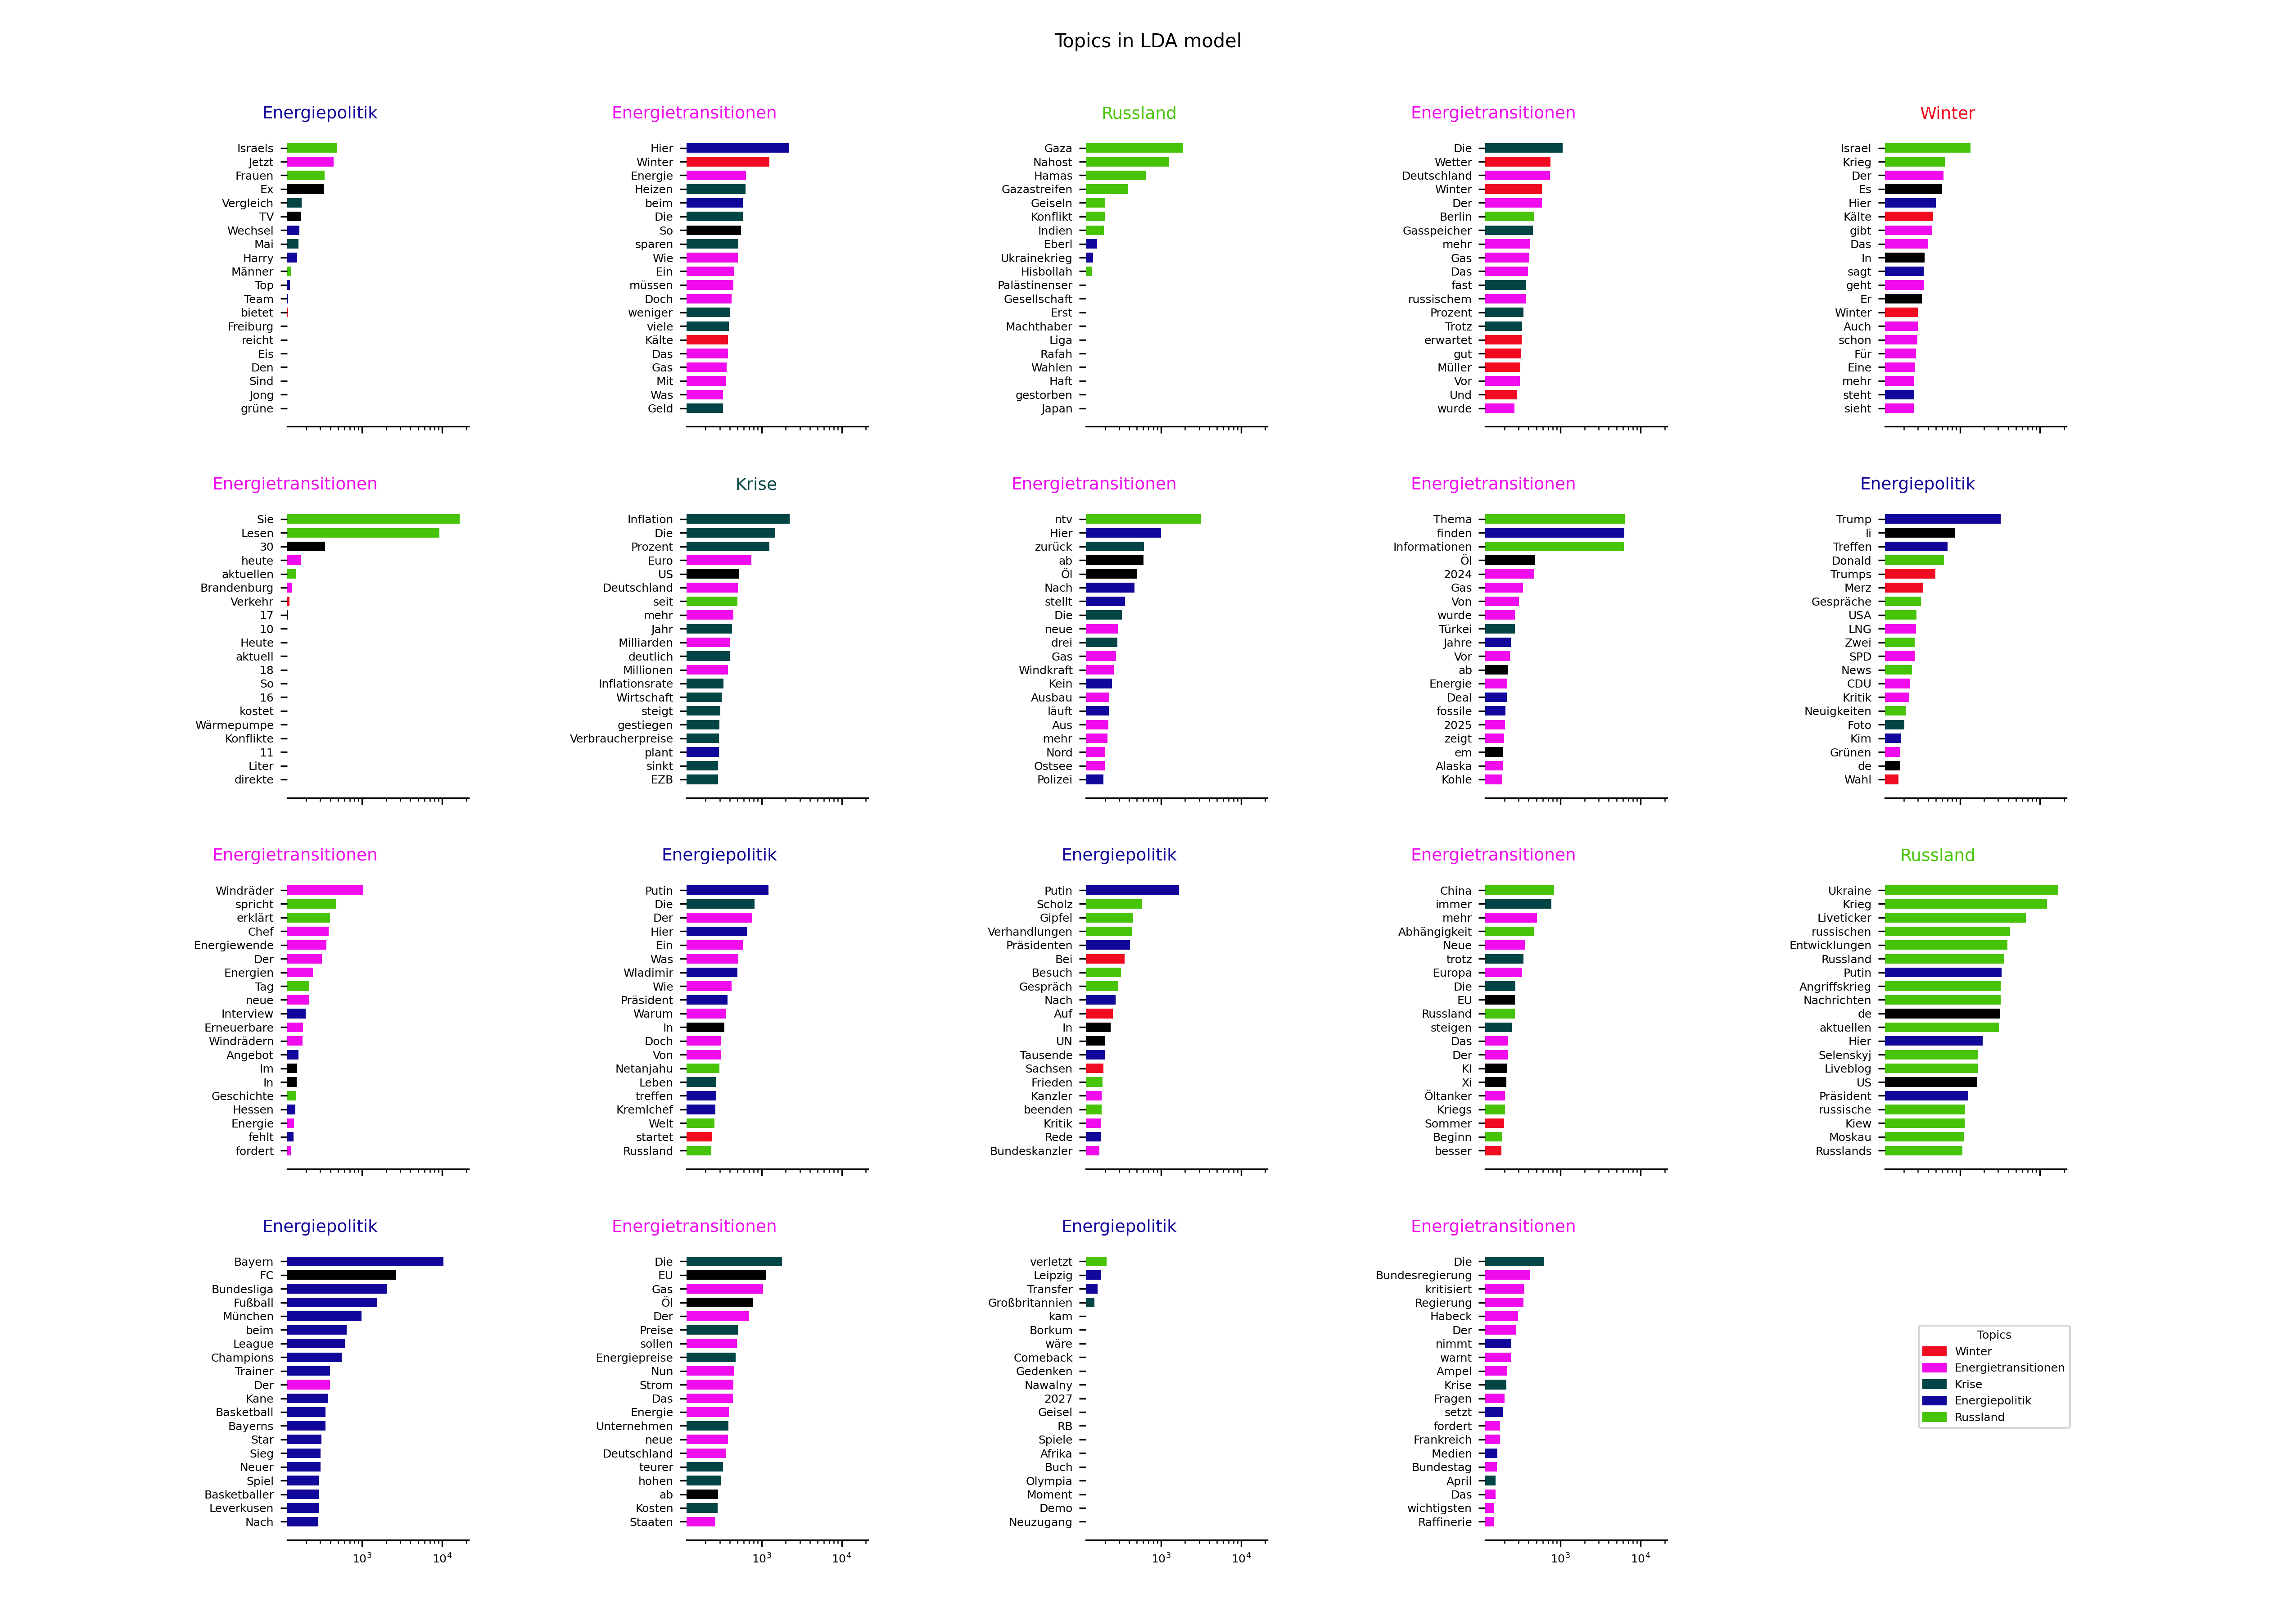 Topics in LDA model
Energiepolitik
Israels
Jetzt
Frauen
Ex
Vergleich
TV
Wechsel
Mai
Harry
Männer
Top
Team
bietet
Freiburg
reicht
Eis
Den
Sind
Jong
grüne
Energietransitionen
Hier
Winter
Energie
Heizen
beim
Die
So
sparen
Wie
Ein
müssen
Doch
weniger
viele
Kälte
Das
Gas
Mit
Was
Geld
Russland
Gaza
Nahost
Hamas
Gazastreifen
Geiseln
Konflikt
Indien
Eberl
Ukrainekrieg
Hisbollah
Palästinenser
Gesellschaft
Erst
Machthaber
Liga
Rafah
Wahlen
Haft
gestorben
Japan
Energietransitionen
Die
Wetter
Deutschland
Winter
Der
Berlin
Gasspeicher
mehr
Gas
Das
fast
russischem
Prozent
Trotz
erwartet
gut
Müller
Vor
Und
wurde
Winter
Israel
Krieg
Der
Es
Hier
Kälte
gibt
Das
In
sagt
geht
Er
Winter
Auch
schon
Für
Eine
mehr
steht
sieht
Energietransitionen
Sie
Lesen
30
heute
aktuellen
Brandenburg
Verkehr
17
10
Heute
aktuell
18
So
16
kostet
Wärmepumpe
Konflikte
11
Liter
direkte
Krise
Inflation
Die
Prozent
Euro
US
Deutschland
seit
mehr
Jahr
Milliarden
deutlich
Millionen
Inflationsrate
Wirtschaft
steigt
gestiegen
Verbraucherpreise
plant
sinkt
EZB
Energietransitionen
ntv
Hier
zurück
ab
Öl
Nach
stellt
Die
neue
drei
Gas
Windkraft
Kein
Ausbau
läuft
Aus
mehr
Nord
Ostsee
Polizei
Energietransitionen
Thema
finden
Informationen
Öl
2024
Gas
Von
wurde
Türkei
Jahre
Vor
ab
Energie
Deal
fossile
2025
zeigt
em
Alaska
Kohle
Energiepolitik
Trump
li
Treffen
Donald
Trumps
Merz
Gespräche
USA
LNG
Zwei
SPD
News
CDU
Kritik
Neuigkeiten
Foto
Kim
Grünen
de
Wahl
Energietransitionen
Windräder
spricht
erklärt
Chef
Energiewende
Der
Energien
Tag
neue
Interview
Erneuerbare
Windrädern
Angebot
Im
In
Geschichte
Hessen
Energie
fehlt
fordert
Energiepolitik
Putin
Die
Der
Hier
Ein
Was
Wladimir
Wie
Präsident
Warum
In
Doch
Von
Netanjahu
Leben
treffen
Kremlchef
Welt
startet
Russland
Energiepolitik
Putin
Scholz
Gipfel
Verhandlungen
Präsidenten
Bei
Besuch
Gespräch
Nach
Auf
In
UN
Tausende
Sachsen
Frieden
Kanzler
beenden
Kritik
Rede
Bundeskanzler
Energietransitionen
China
immer
mehr
Abhängigkeit
Neue
trotz
Europa
Die
EU
Russland
steigen
Das
Der
KI
Xi
Öltanker
Kriegs
Sommer
Beginn
besser
Russland
Ukraine
Krieg
Liveticker
russischen
Entwicklungen
Russland
Putin
Angriffskrieg
Nachrichten
de
aktuellen
Hier
Selenskyj
Liveblog
US
Präsident
russische
Kiew
Moskau
Russlands
Energiepolitik
Bayern
FC
Bundesliga
Fußball
München
beim
League
Champions
Trainer
Der
Kane
Basketball
Bayerns
Star
Sieg
Neuer
Spiel
Basketballer
Leverkusen
Nach
10³ 10⁴
Energietransitionen
Die
EU
Gas
Öl
Der
Preise
sollen
Energiepreise
Nun
Strom
Das
Energie
Unternehmen
neue
Deutschland
teurer
hohen
ab
Kosten
Staaten
10³ 10⁴
Energiepolitik
verletzt
Leipzig
Transfer
Großbritannien
kam
Borkum
wäre
Comeback
Gedenken
Nawalny
2027
Geisel
RB
Spiele
Afrika
Buch
Olympia
Moment
Demo
Neuzugang
10³ 10⁴
Energietransitionen
Die
Bundesregierung
kritisiert
Regierung
Habeck
Der
nimmt
warnt
Ampel
Krise
Fragen
setzt
fordert
Frankreich
Medien
Bundestag
April
Das
wichtigsten
Raffinerie
10³ 10⁴
Topics
Winter
Energietransitionen
Krise
Energiepolitik
Russland